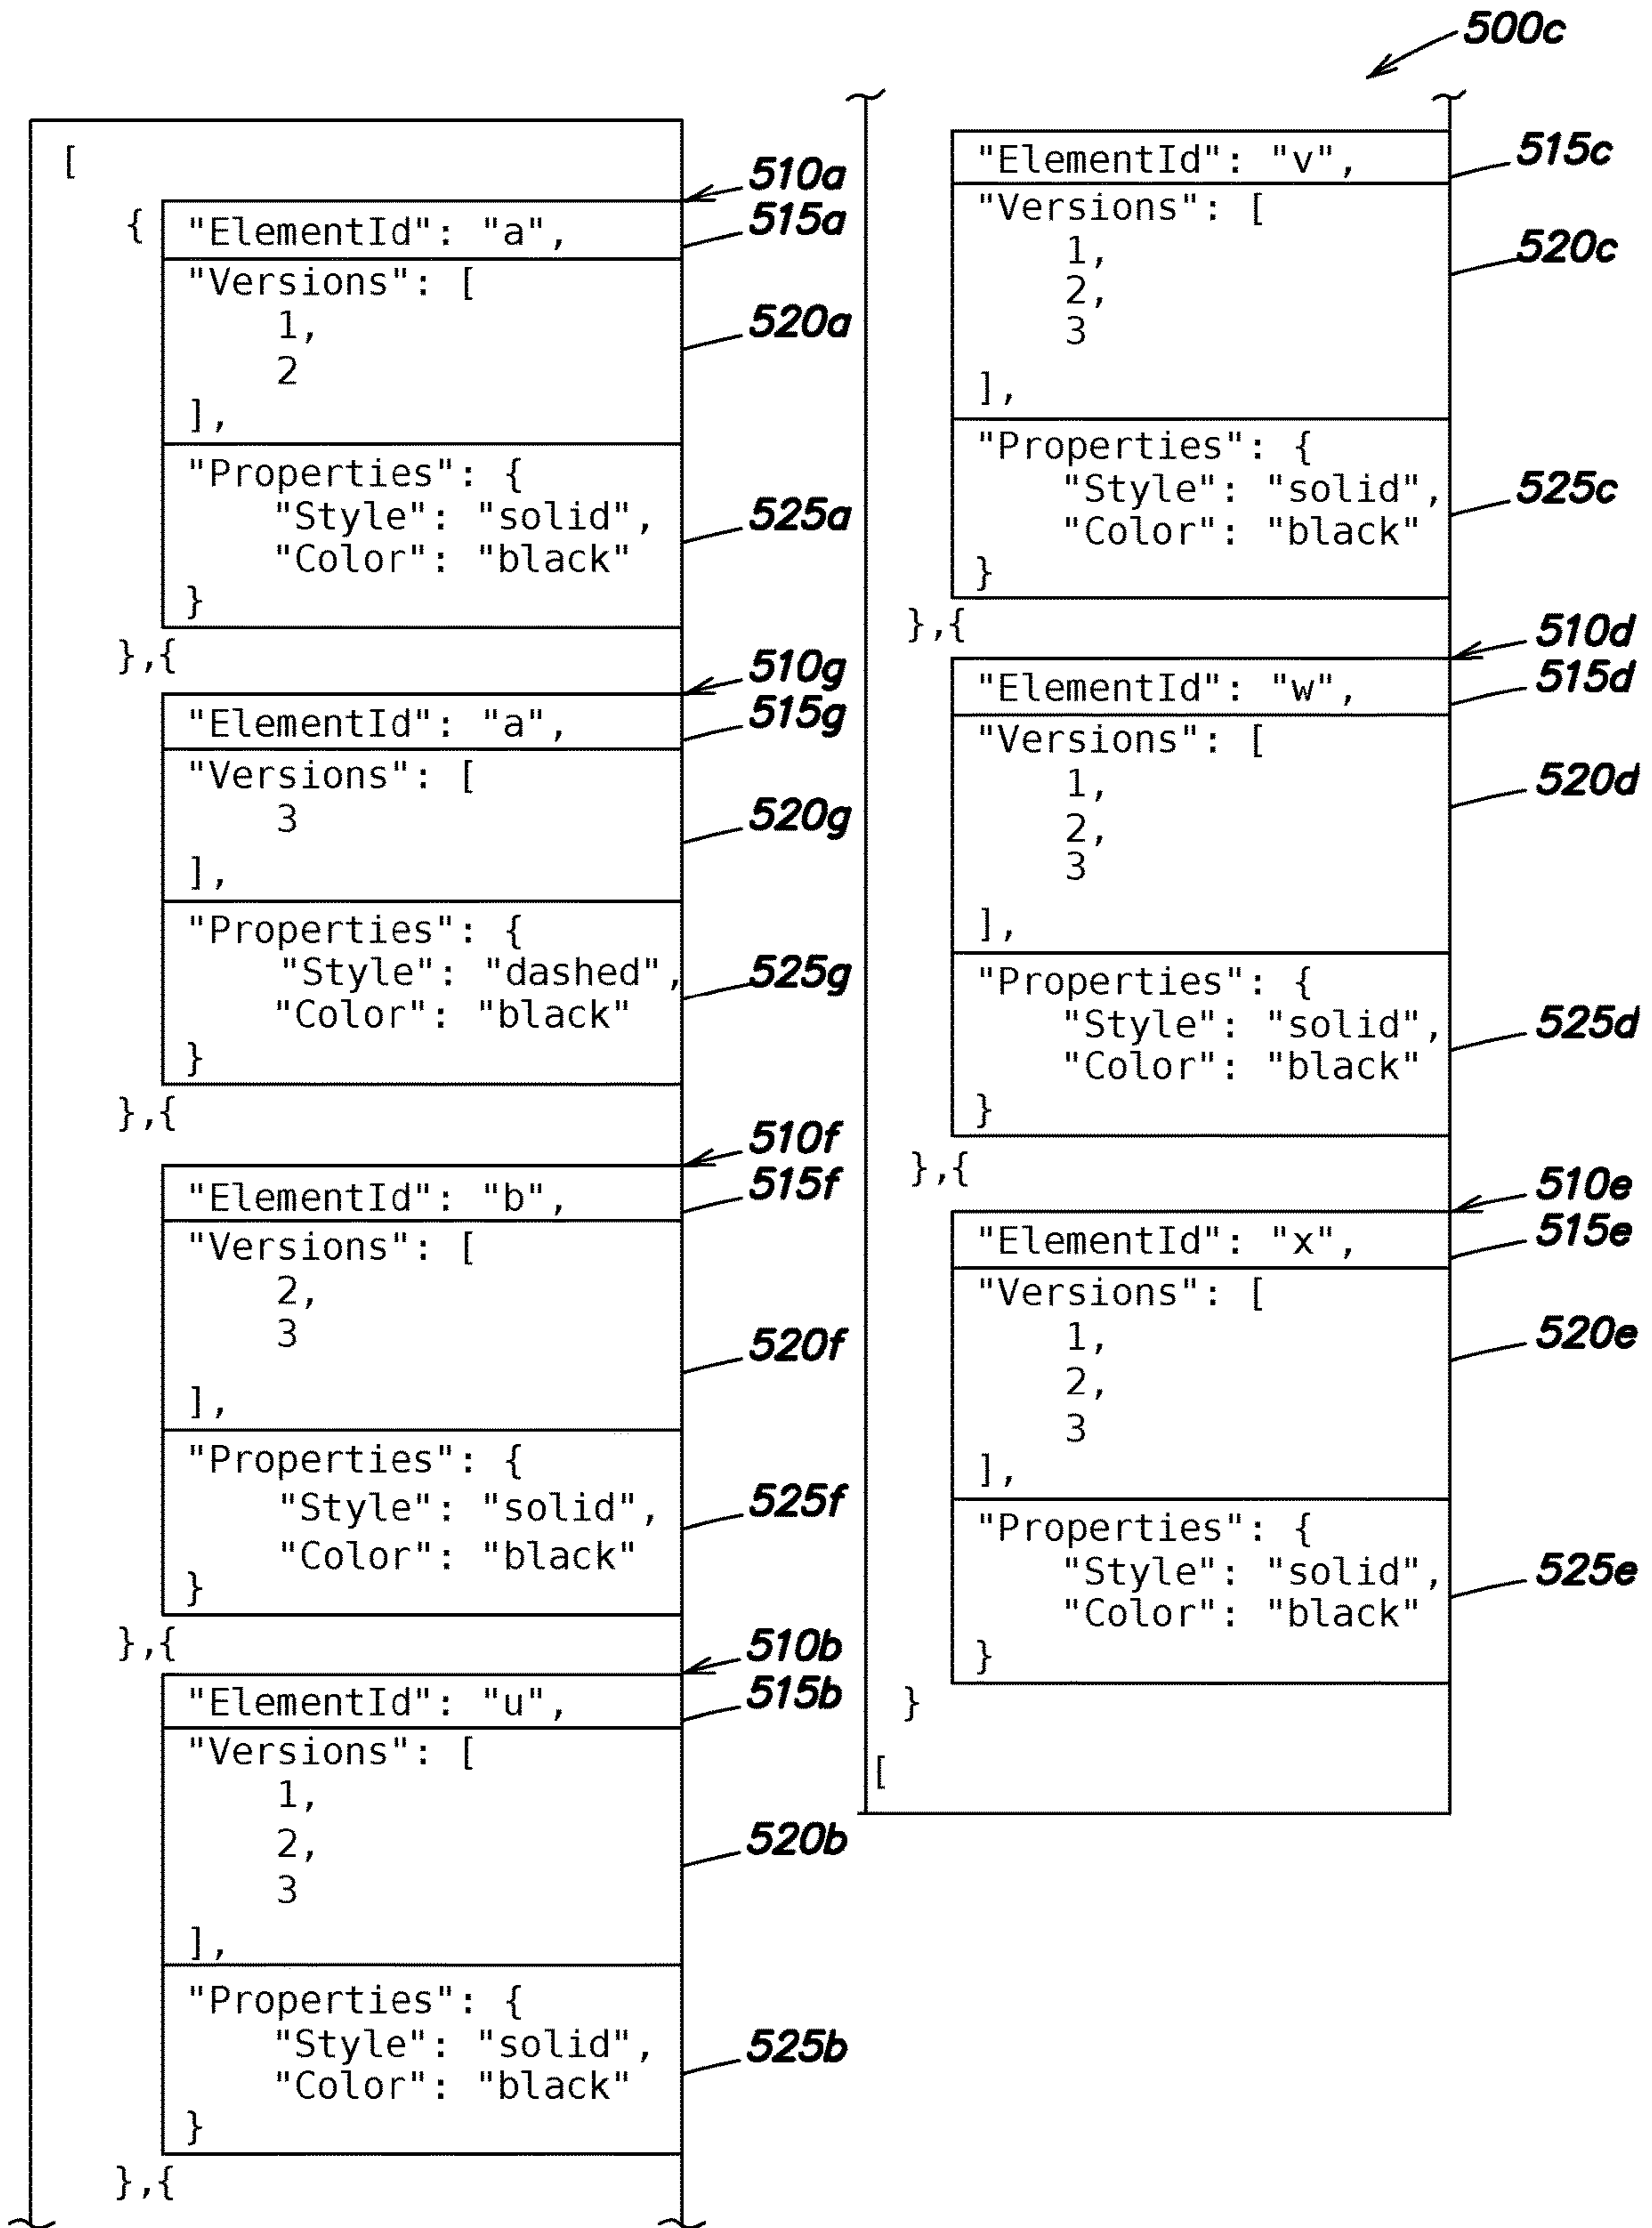 500c
[
510a
{ "ElementId": "a", 515a
"Versions": [
1, 520a
2
],
"Properties": {
"Style": "solid", 525a
"Color": "black"
}
},{
510g
"ElementId": "a", 515g
"Versions": [
3 520g
],
"Properties": {
"Style": "dashed", 525g
"Color": "black"
}
},{
510f
"ElementId": "b", 515f
"Versions": [
2,
3 520f
],
"Properties": {
"Style": "solid", 525f
"Color": "black"
}
},{ 510b
"ElementId": "u", 515b
"Versions": [
1,
2, 520b
3
],
"Properties": {
"Style": "solid", 525b
"Color": "black"
}
},{
"ElementId": "v", 515c
"Versions": [
1, 520c
2,
3
],
"Properties": {
"Style": "solid", 525c
"Color": "black"
}
},{ 510d
"ElementId": "w", 515d
"Versions": [
1, 520d
2,
3
],
"Properties": {
"Style": "solid", 525d
"Color": "black"
}
},{ 510e
"ElementId": "x", 515e
"Versions": [
1, 520e
2,
3
],
"Properties": {
"Style": "solid", 525e
"Color": "black"
}
}
[